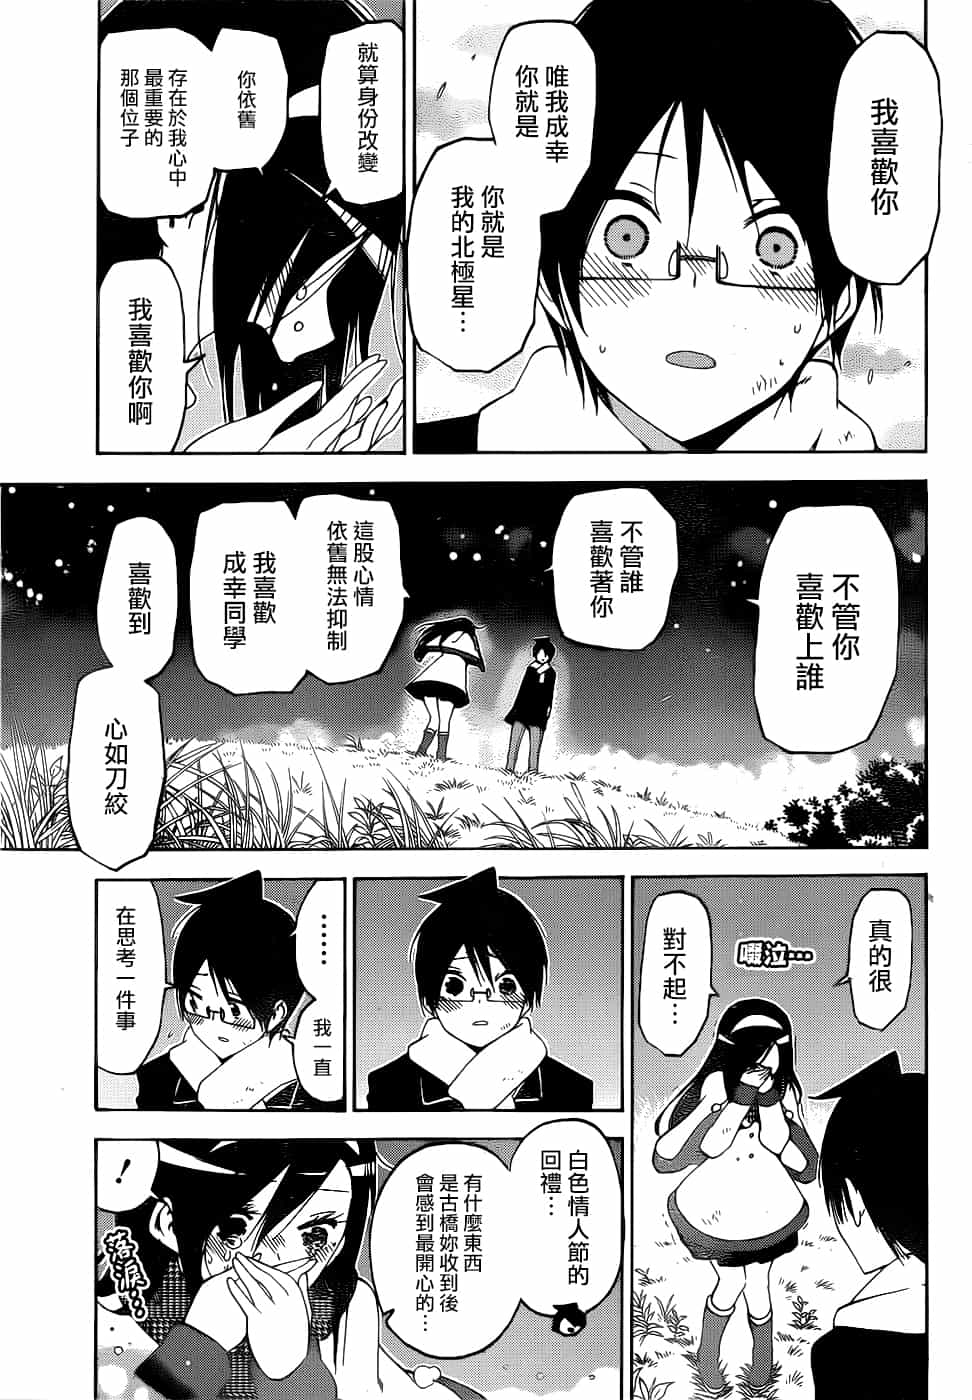 我喜歡你
唯我成幸
你就是
你就是
我的北極星…
就算身份改變
你依舊
存在於我心中
最重要的
那個位子
我喜歡你啊
不管你
喜歡上誰
不管誰
喜歡著你
這股心情
依舊無法抑制
我喜歡
成幸同學
喜歡到
心如刀絞
真的很
對不起…
啜泣…
……
我一直
在思考一件事
白色情人節的
回禮…
有什麼東西
是古橋妳收到後
會感到最開心的…
！
落淚…